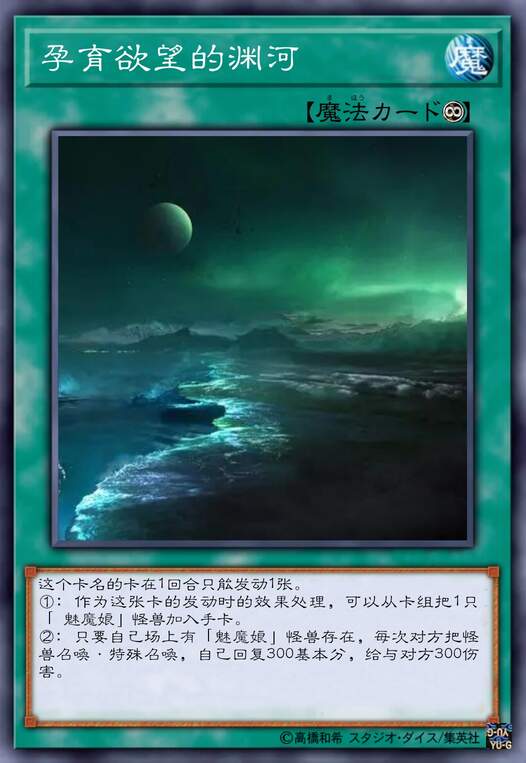 孕育欲望的渊河
魔
【魔法カード】
ま ほう
这个卡名的卡在1回合只能发动1张。
①：作为这张卡的发动时的效果处理，可以从卡组把1只
「 魅魔娘」怪兽加入手卡。
②：只要自己场上有「魅魔娘」怪兽存在，每次对方把怪
兽召唤·特殊召唤，自己回复300基本分，给与对方300伤
害。
©高橋和希 スタジオ·ダイス/集英社
YU-G